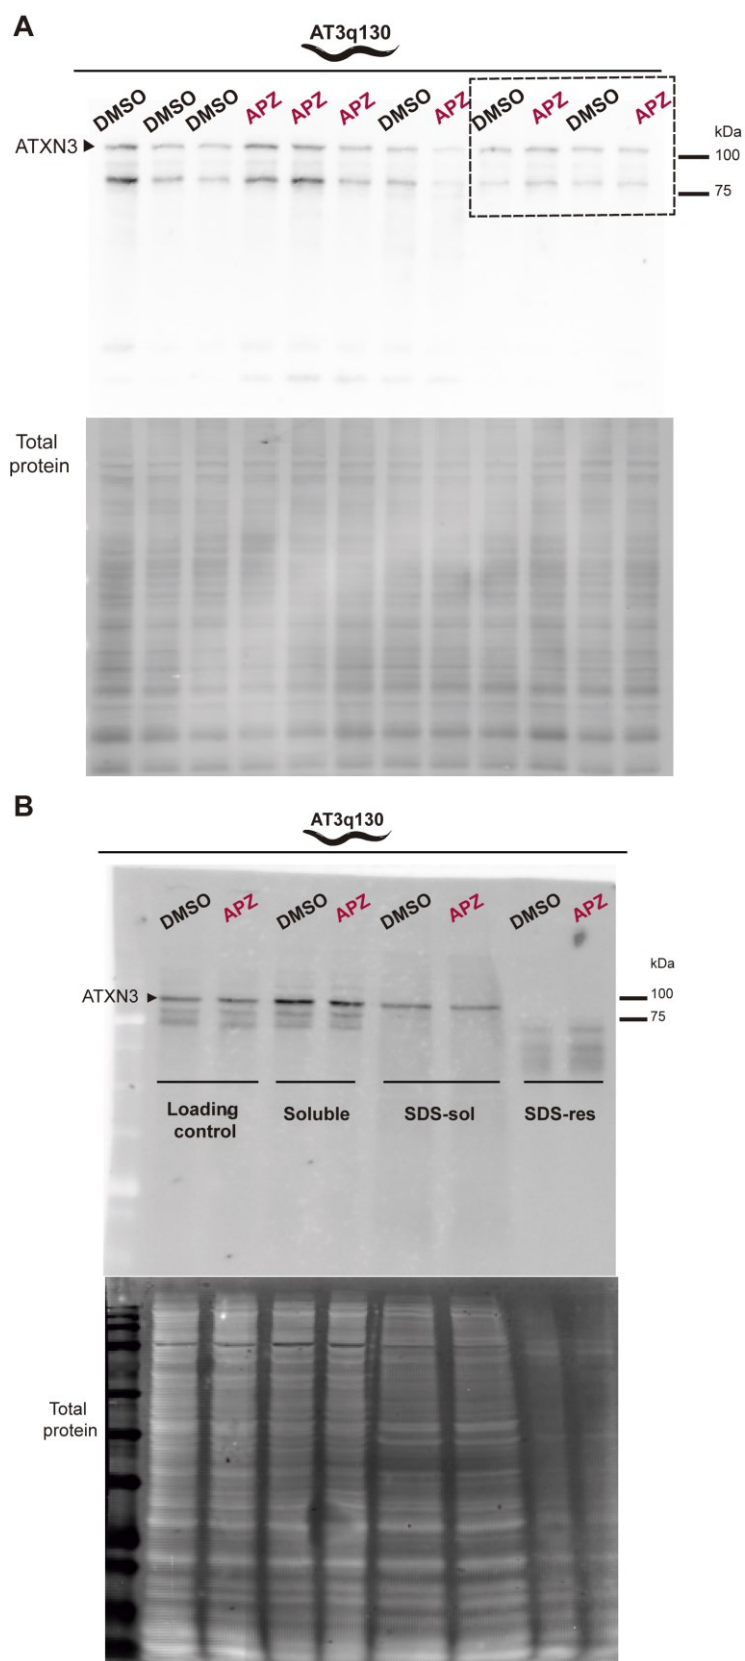 A
AT3q130
DMSO DMSO DMSO APZ APZ APZ DMSO APZ DMSO APZ DMSO APZ
kDa
ATXN3
100
75
Total
protein
B
AT3q130
DMSO APZ DMSO APZ DMSO APZ DMSO APZ
kDa
ATXN3
100
75
Loading
control
Soluble
SDS-sol
SDS-res
Total
protein